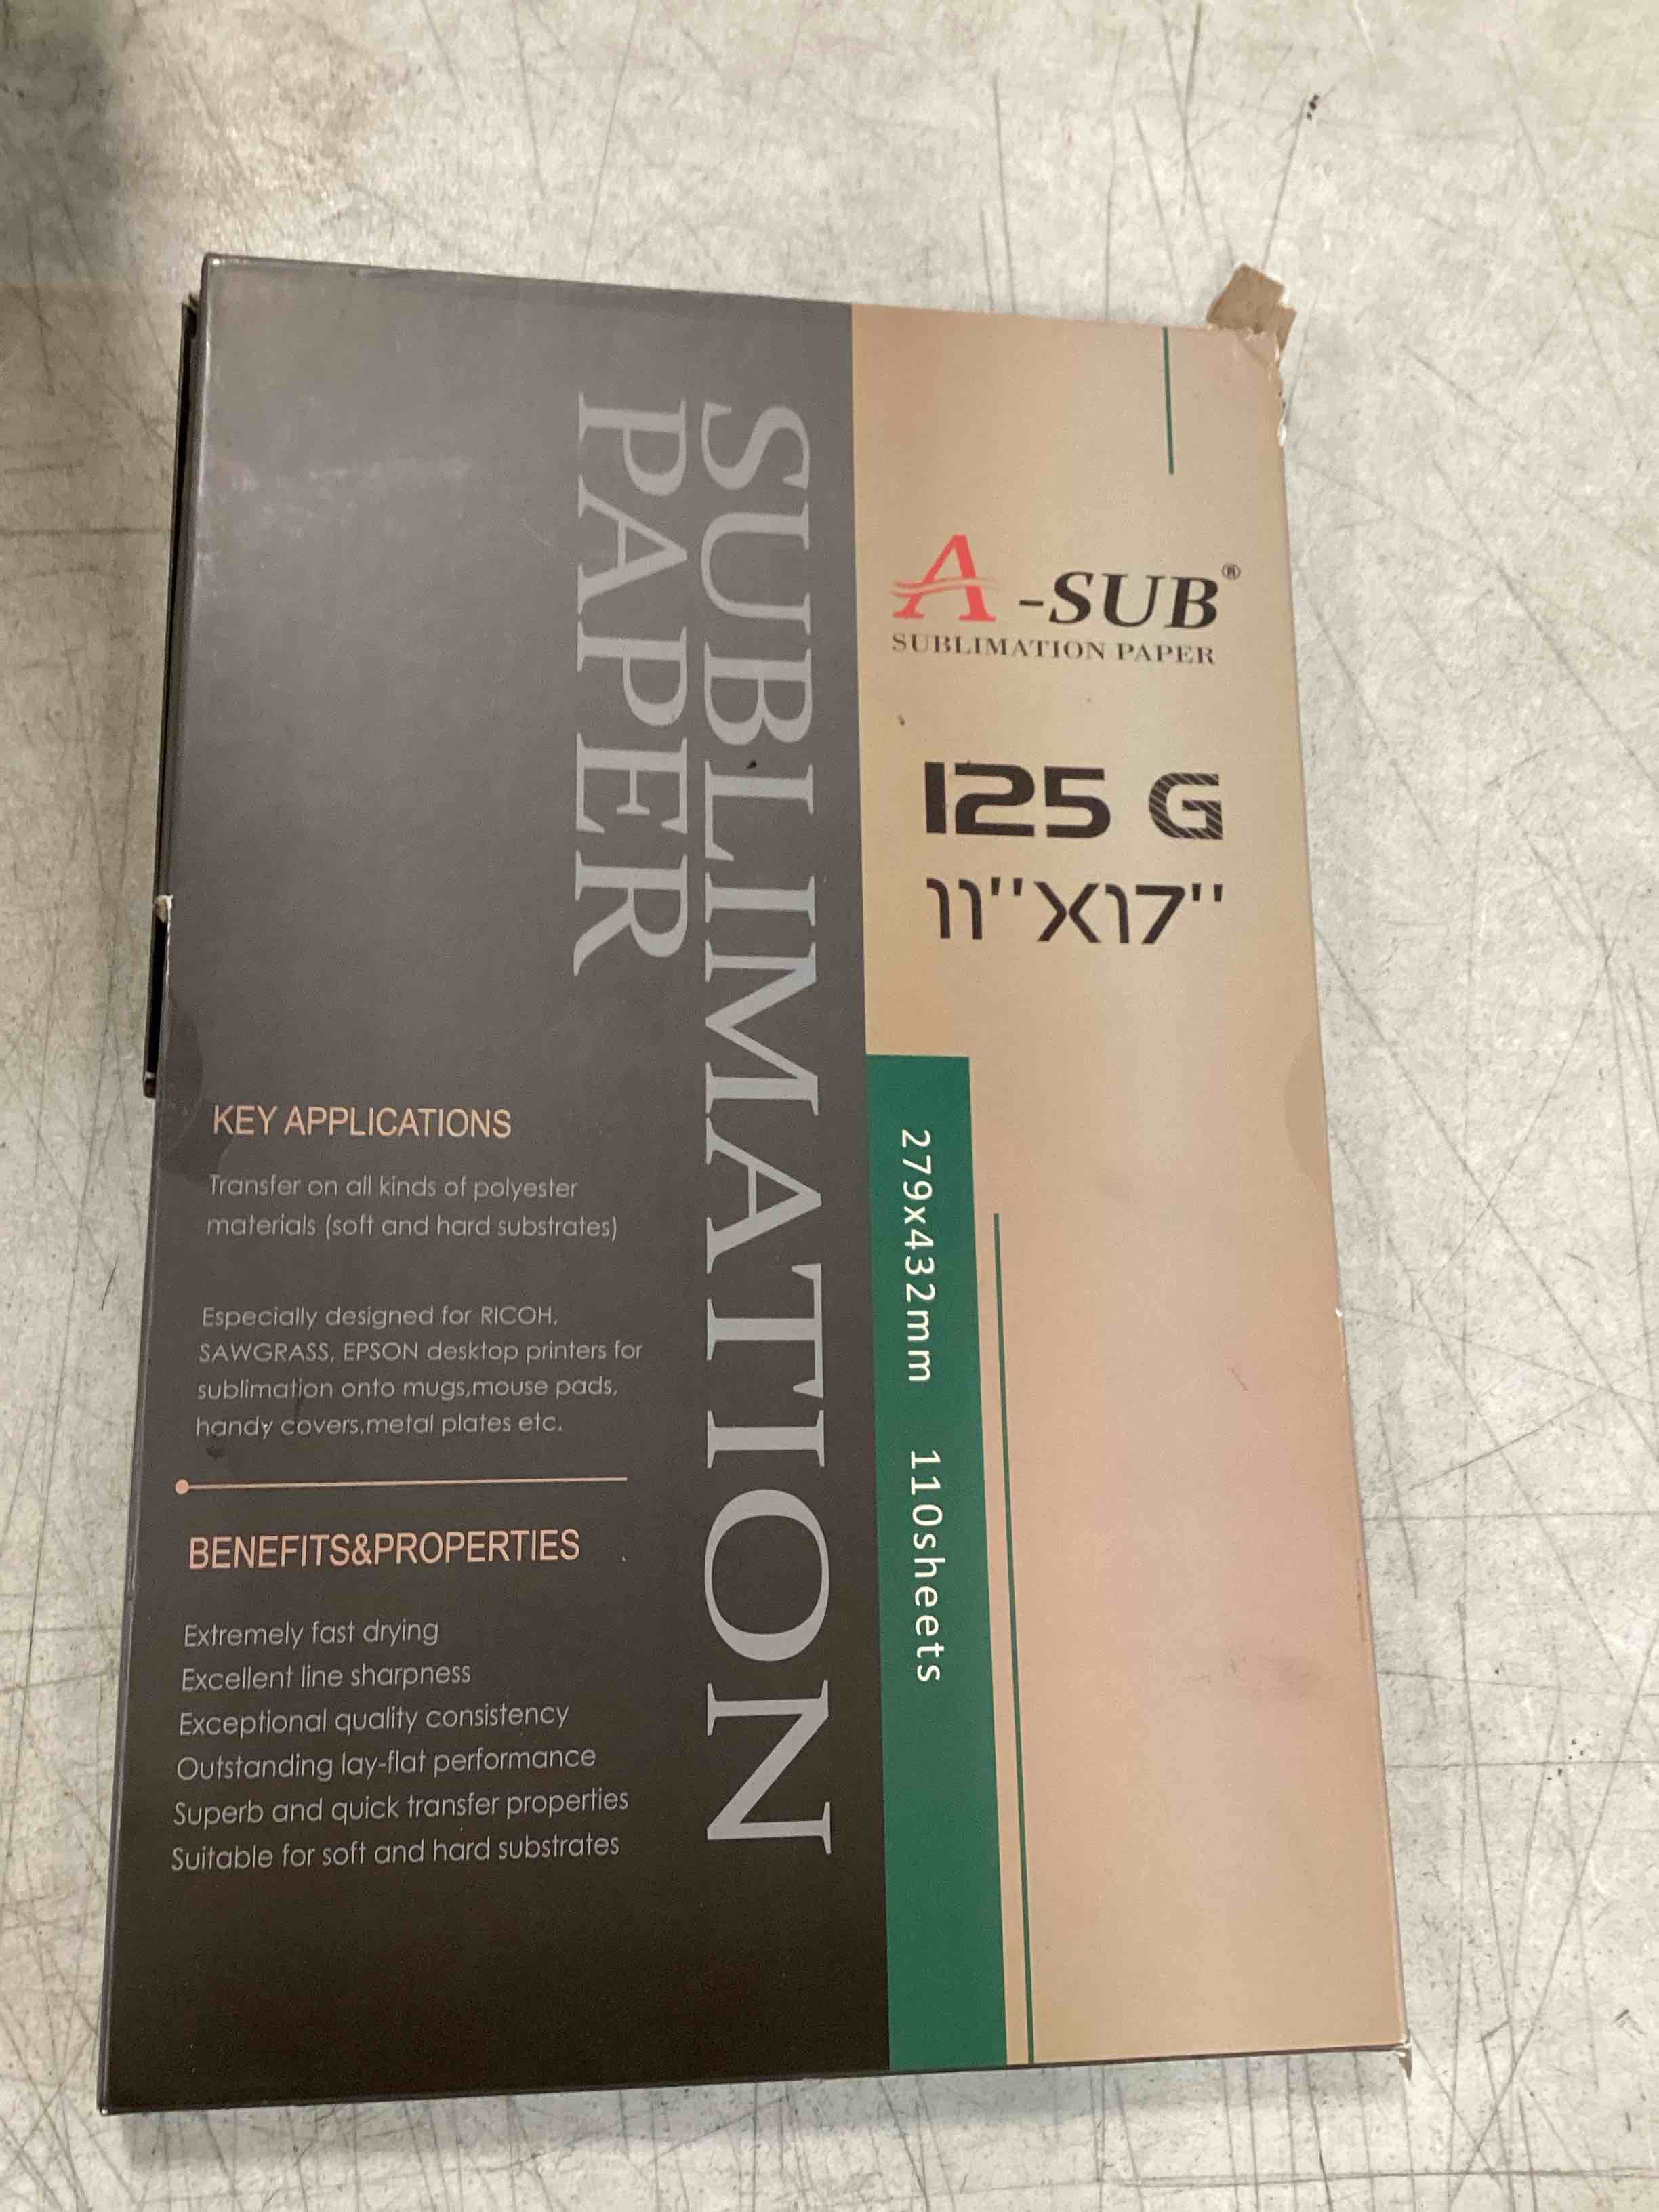 SUBLIMATION
PAPER
A-SUB®
SUBLIMATION PAPER
125 G
11"X17"
279x432mm 110sheets
KEY APPLICATIONS
Transfer on all kinds of polyester
materials (soft and hard substrates)
Especially designed for RICOH,
SAWGRASS, EPSON desktop printers for
sublimation onto mugs,mouse pads,
handy covers,metal plates etc.
BENEFITS&PROPERTIES
Extremely fast drying
Excellent line sharpness
Exceptional quality consistency
Outstanding lay-flat performance
Superb and quick transfer properties
Suitable for soft and hard substrates